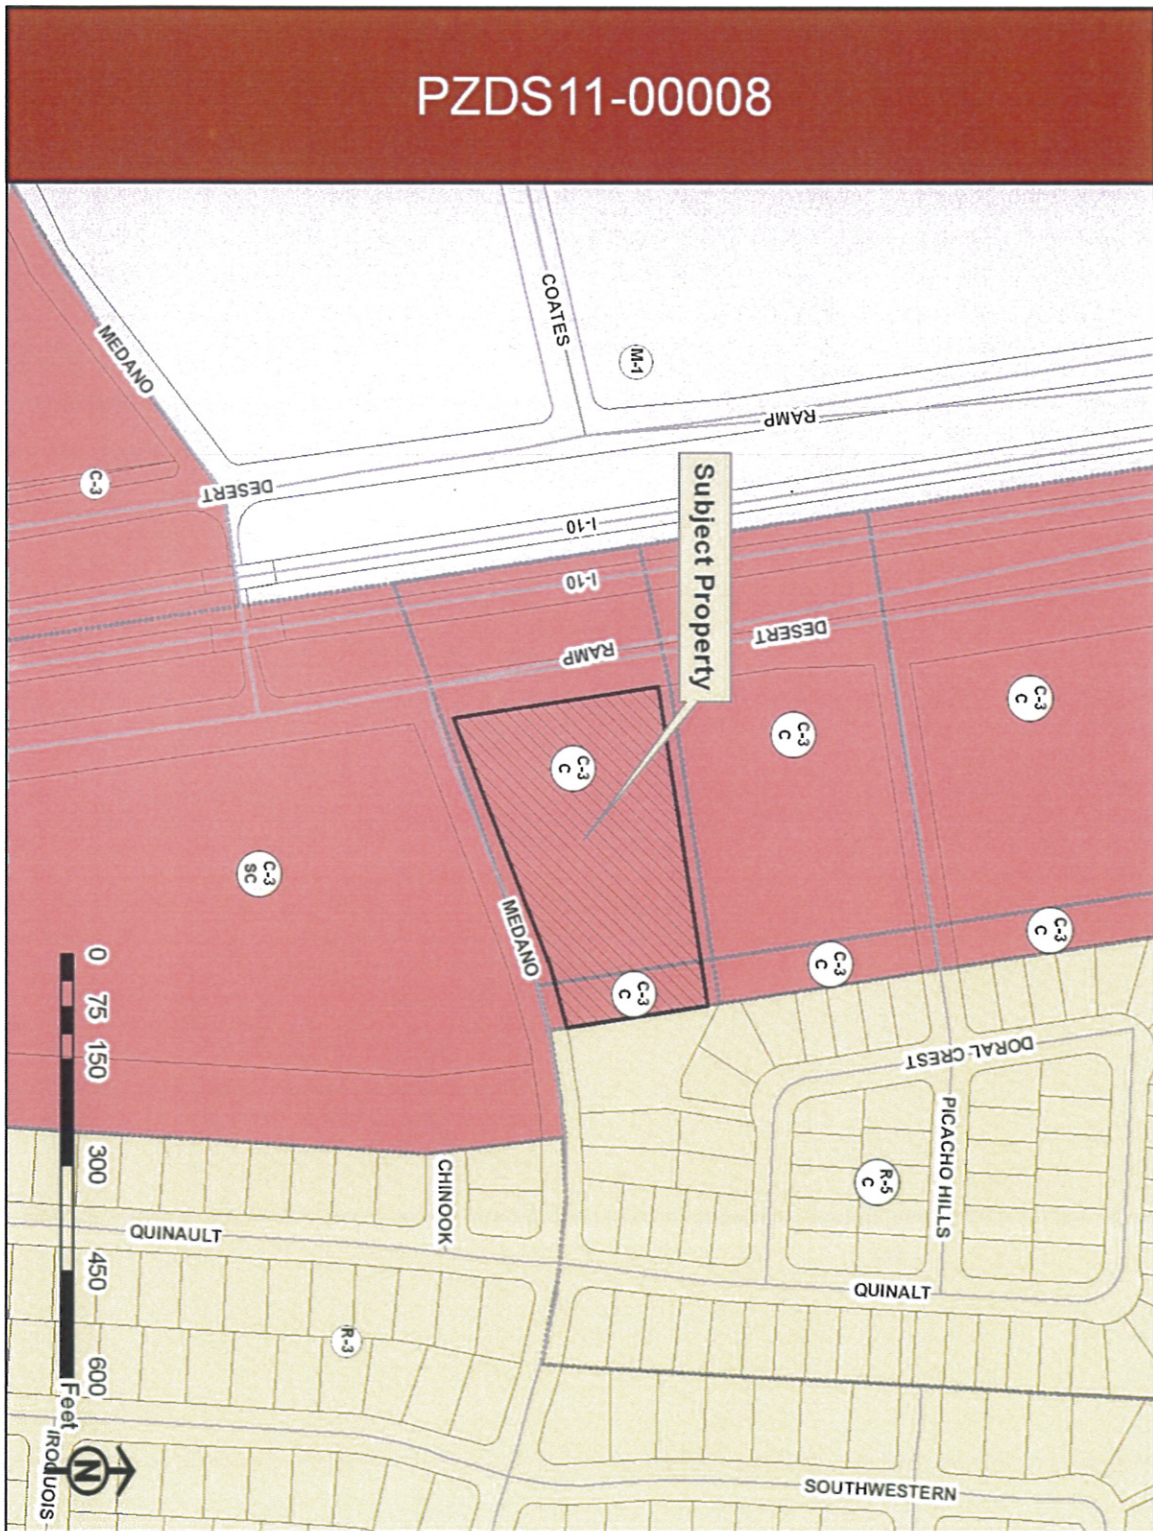 PZDS11-00008
COATES
M-1
RAMP
MEDANO
C-3
DESERT
I-10
I-10
Subject Property
RAMP
DESERT
C-3
C
C-3
C
C-3
C
C-3
SC
MEDANO
C-3
C
C-3
C
C-3
C
DORAL CREST
PICACHO HILLS
R-5
C
CHINOOK
QUINAULT
QUINALT
R-3
SOUTHWESTERN
IROQUOIS
0 75 150 300 450 600
Feet
N